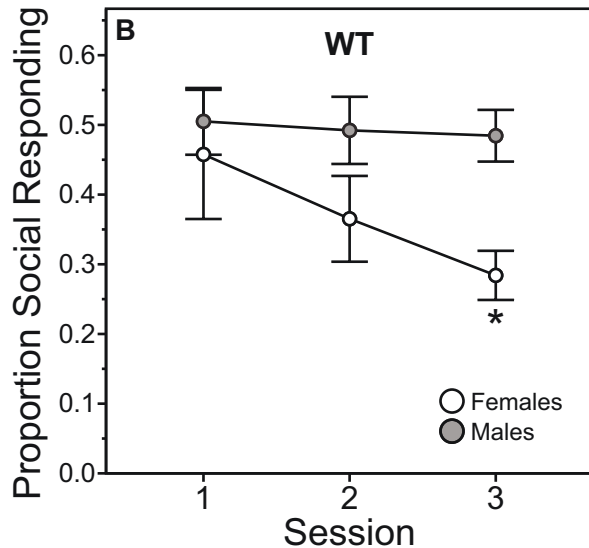 B
WT
Proportion Social Responding
0.6
0.5
0.4
0.3
0.2
0.1
0.0
*
Females
Males
1 2 3
Session